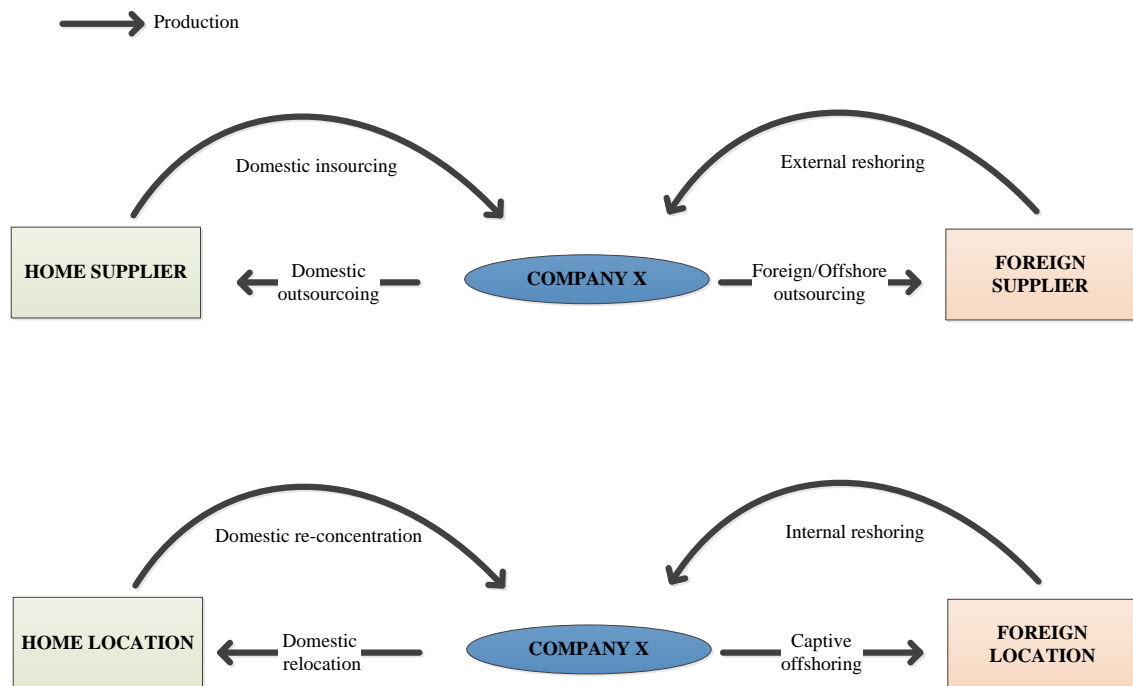 Production
Domestic insourcing
External reshoring
HOME SUPPLIER
Domestic
outsourcoing
COMPANY X
Foreign/Offshore
outsourcing
FOREIGN
SUPPLIER
Domestic re-concentration
Internal reshoring
HOME LOCATION
Domestic
relocation
COMPANY X
Captive
offshoring
FOREIGN
LOCATION